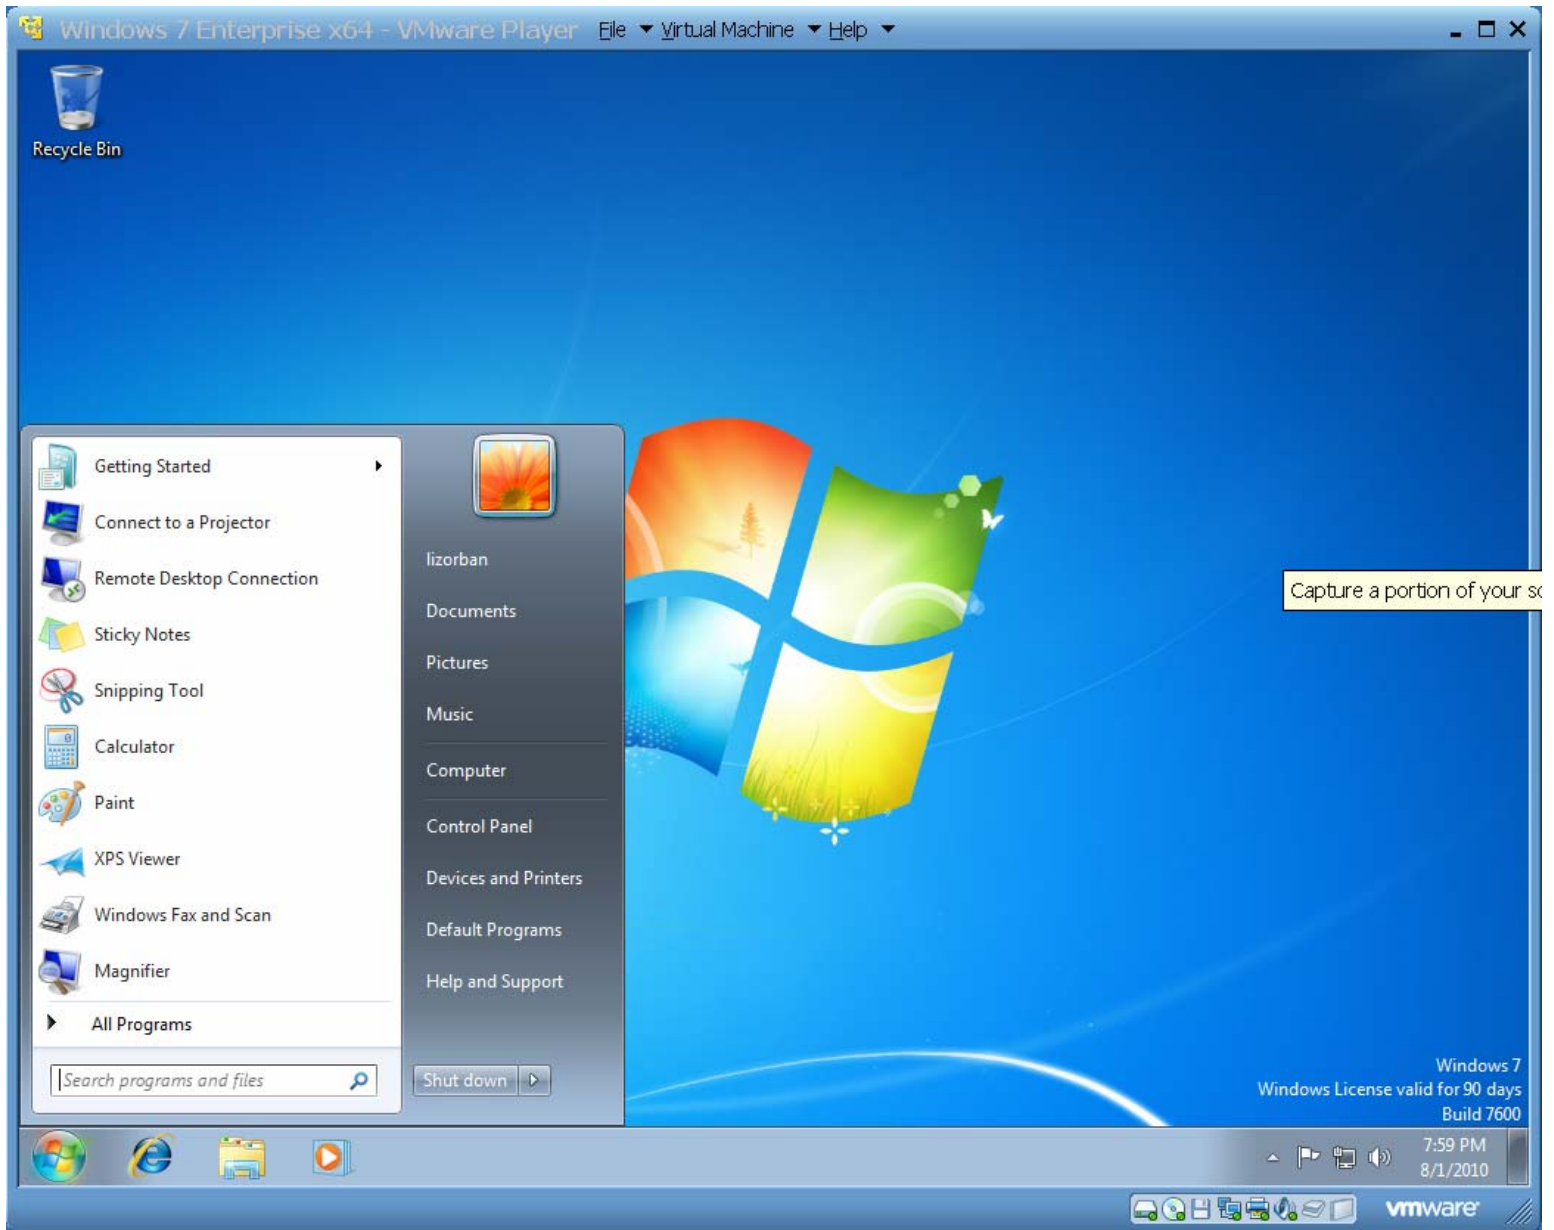 Windows 7 Enterprise x64 - VMware Player File Virtual Machine Help
Recycle Bin
Getting Started
Connect to a Projector
Remote Desktop Connection
Sticky Notes
Snipping Tool
Calculator
Paint
XPS Viewer
Windows Fax and Scan
Magnifier
All Programs
Search programs and files
lizorban
Documents
Pictures
Music
Computer
Control Panel
Devices and Printers
Default Programs
Help and Support
Shut down
Capture a portion of your sc
Windows 7
Windows License valid for 90 days
Build 7600
7:59 PM
8/1/2010
vmware